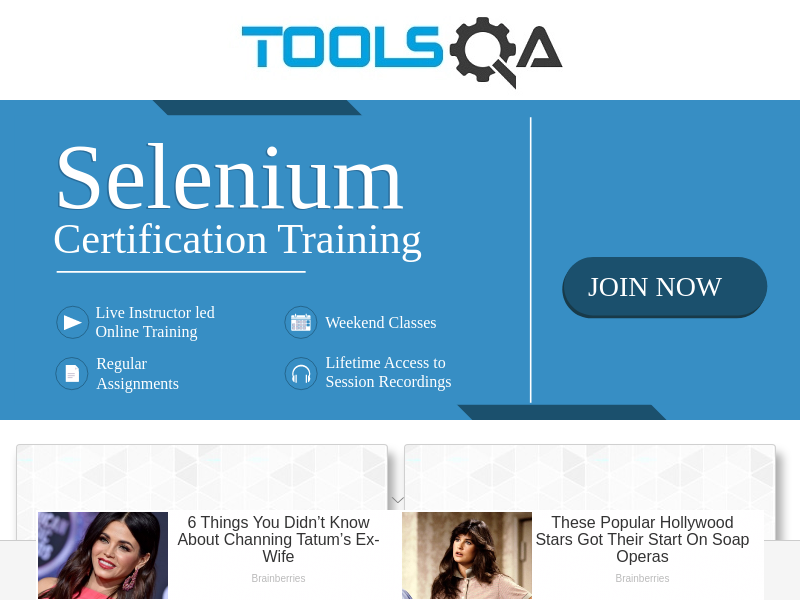 TOOLSQA
Selenium
Certification Training
JOIN NOW
Live Instructor led
Online Training
Weekend Classes
Regular
Assignments
Lifetime Access to
Session Recordings
6 Things You Didn’t Know
About Channing Tatum’s Ex-
Wife
Brainberries
These Popular Hollywood
Stars Got Their Start On Soap
Operas
Brainberries